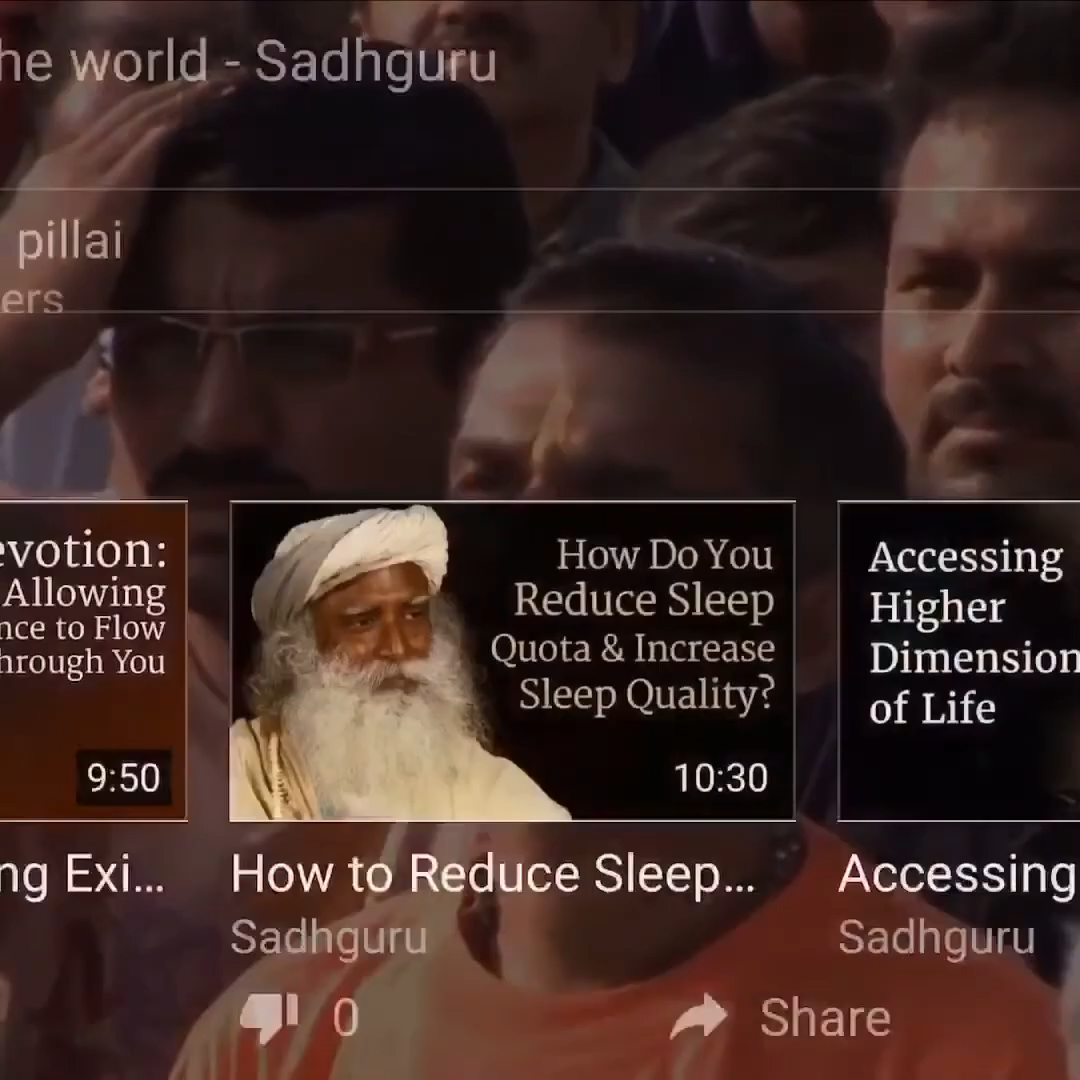 he world - Sadhguru
pillai
ers
evotion:
Allowing
nce to Flow
hrough You
9:50
ng Exi...
How Do You
Reduce Sleep
Quota & Increase
Sleep Quality?
10:30
How to Reduce Sleep...
Sadhguru
Accessing
Higher
Dimension
of Life
Accessing
Sadhguru
0
Share